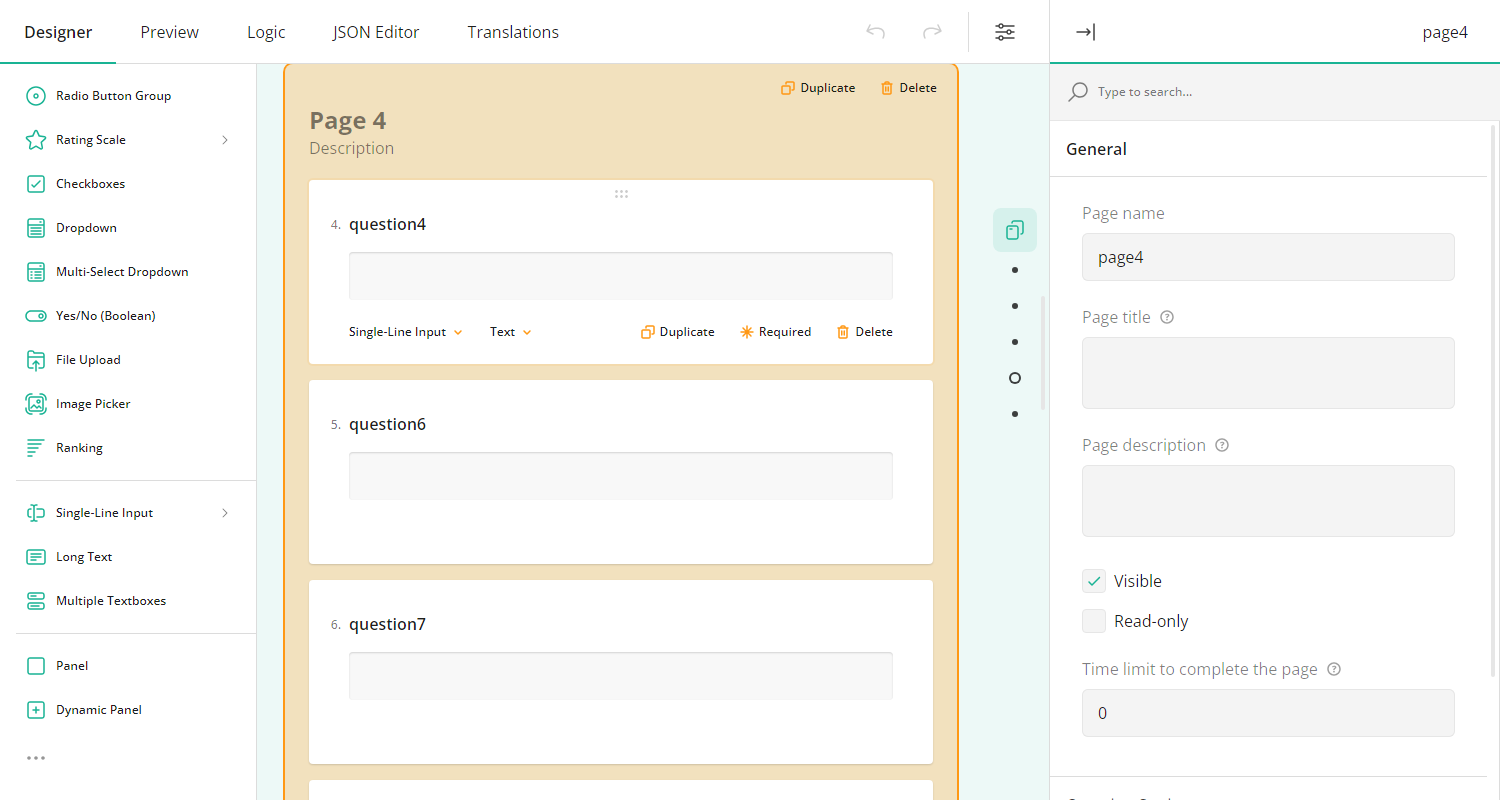 Designer
Preview
Logic
JSON Editor
Translations
page4
Radio Button Group
Rating Scale
Checkboxes
Dropdown
Multi-Select Dropdown
Yes/No (Boolean)
File Upload
Image Picker
Ranking
Single-Line Input
Long Text
Multiple Textboxes
Panel
Dynamic Panel
Duplicate
Delete
Page 4
Description
4. question4
Single-Line Input
Text
Duplicate
Required
Delete
5. question6
6. question7
Type to search...
General
Page name
page4
Page title
Page description
Visible
Read-only
Time limit to complete the page
0